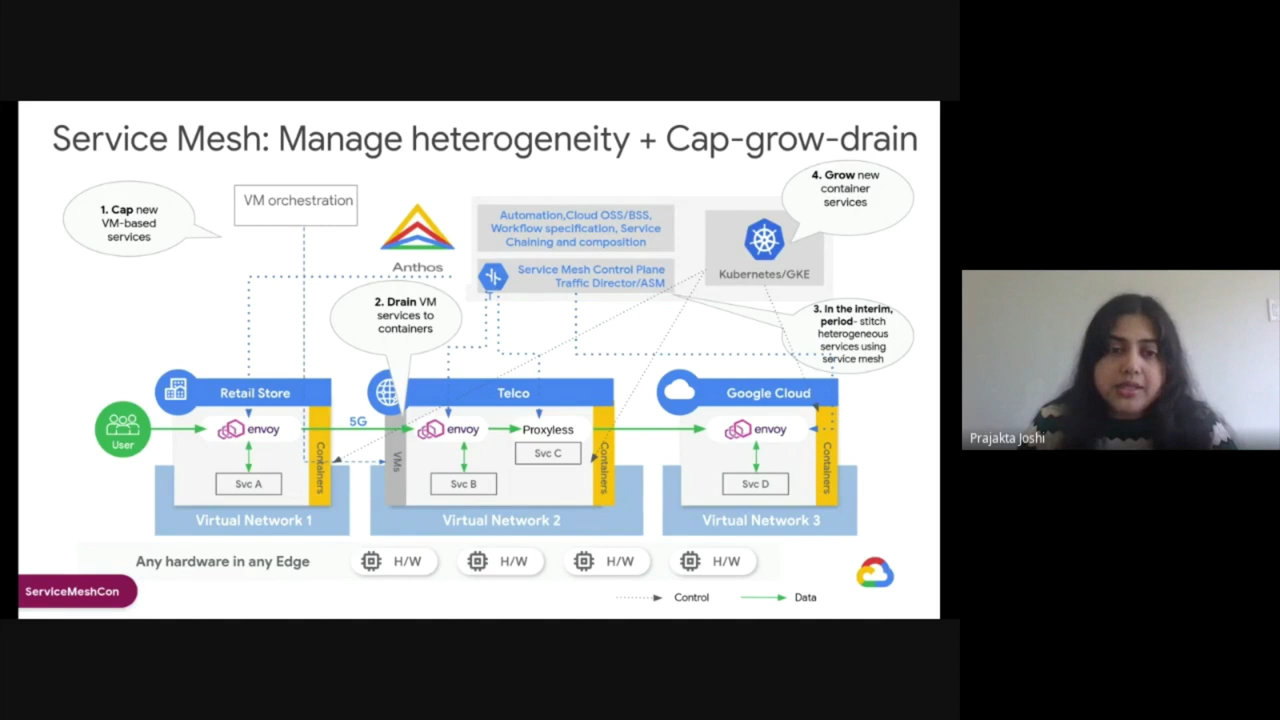 Service Mesh: Manage heterogeneity + Cap-grow-drain
1. Cap new
VM-based
services
VM orchestration
Anthos
Automation,Cloud OSS/BSS,
Workflow specification, Service
Chaining and composition
Service Mesh Control Plane
Traffic Director/ASM
Kubernetes/GKE
4. Grow new
container
services
2. Drain VM
services to
containers
3. In the interim,
period- stitch
heterogeneous
services using
service mesh
Retail Store
Telco
Google Cloud
User
envoy
5G
envoy
Proxyless
envoy
Svc A
Containers
VMs
Svc B
Svc C
Containers
Svc D
Containers
Virtual Network 1
Virtual Network 2
Virtual Network 3
Any hardware in any Edge
H/W
H/W
H/W
H/W
ServiceMeshCon
Control
Data
Prajakta Joshi